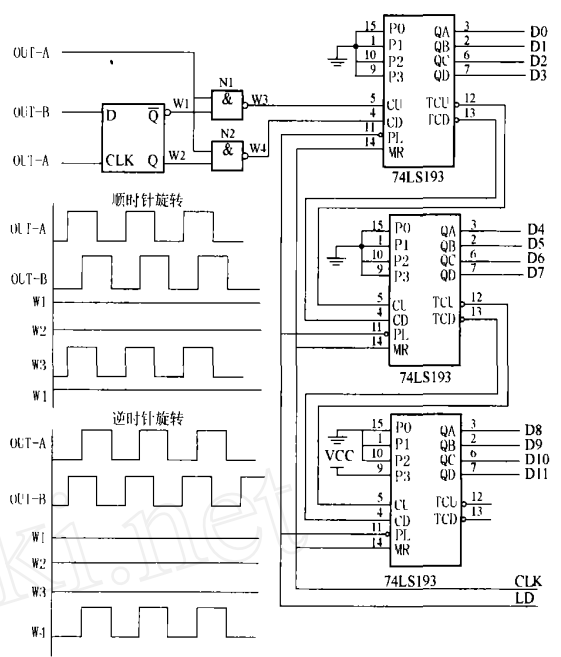 OUT-A
OUT-B
OUT-A
D
Q
CLK
Q
W1
W2
N1
&
W3
N2
&
W4
15 P0 QA 3 D0
1 P1 QB 2 D1
10 P2 QC 6 D2
9 P3 QD 7 D3
5 CU TCU 12
4 CD TCD 13
11 PL
14 MR
74LS193
15 P0 QA 3 D4
1 P1 QB 2 D5
10 P2 QC 6 D6
9 P3 QD 7 D7
5 CU TCU 12
4 CD TCD 13
11 PL
14 MR
74LS193
VCC
15 P0 QA 3 D8
1 P1 QB 2 D9
10 P2 QC 6 D10
9 P3 QD 7 D11
5 CU TCU 12
4 CD TCD 13
11 PL
14 MR
74LS193
CLK
LD
顺时针旋转
OUT-A
OUT-B
W1
W2
W3
W1
逆时针旋转
OUT-A
OUT-B
W1
W2
W3
W4
ki.net